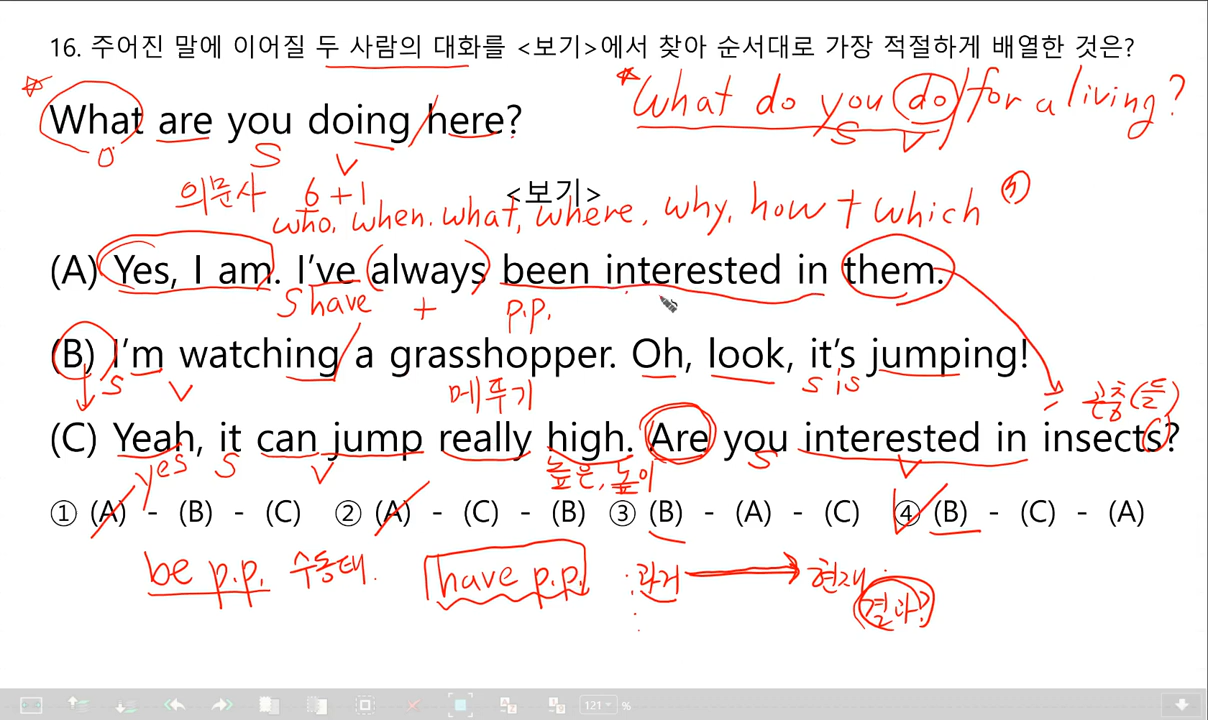 16. 주어진 말에 이어질 두 사람의 대화를 <보기>에서 찾아 순서대로 가장 적절하게 배열한 것은?
What do you do / for a living?
S V
What are you doing / here?
O S V
의문사 6+1 <보기>
who, when. what, where, why, how + which
(A) Yes, I am. I've always been interested in them.
S have + p.p.
(B) I'm watching a grasshopper. Oh, look, it's jumping!
S V 메뚜기 S is
곤충(들)
(C) Yeah, it can jump really high. Are you interested in insects?
yes S V 높은, 높이 S V
① (A) - (B) - (C) ② (A) - (C) - (B) ③ (B) - (A) - (C) ④ (B) - (C) - (A)
be p.p. 수동태. have p.p. : 과거 → 현재
결과?
121 %